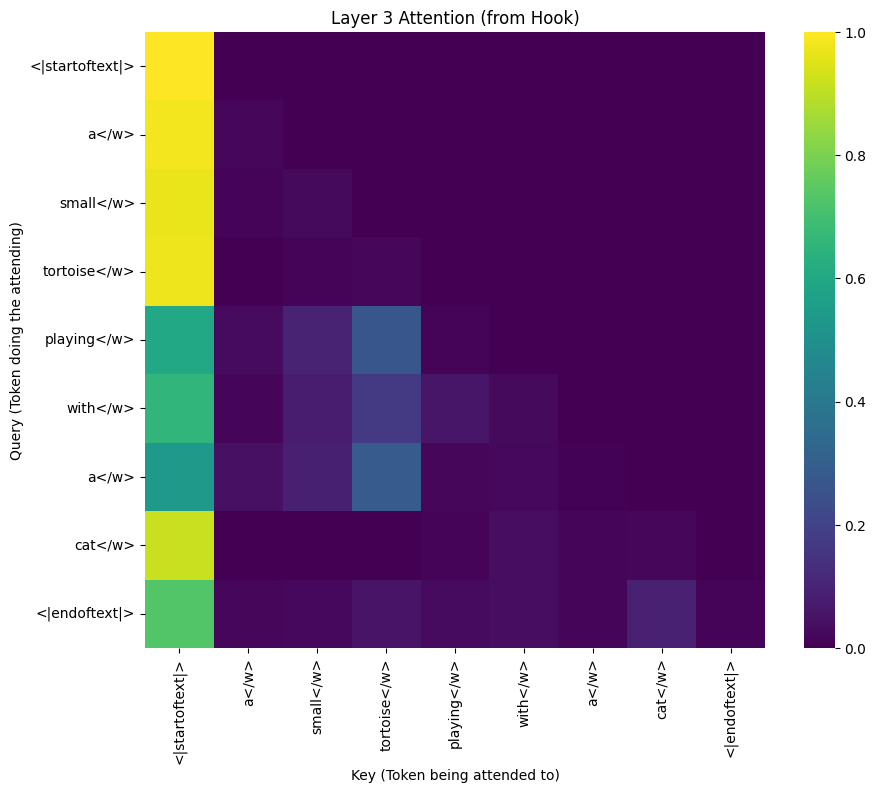 Layer 3 Attention (from Hook)
<|startoftext|>
a</w>
small</w>
tortoise</w>
playing</w>
with</w>
a</w>
cat</w>
<|endoftext|>
Query (Token doing the attending)
<|startoftext|>
a</w>
small</w>
tortoise</w>
playing</w>
with</w>
a</w>
cat</w>
<|endoftext|>
Key (Token being attended to)
1.0
0.8
0.6
0.4
0.2
0.0